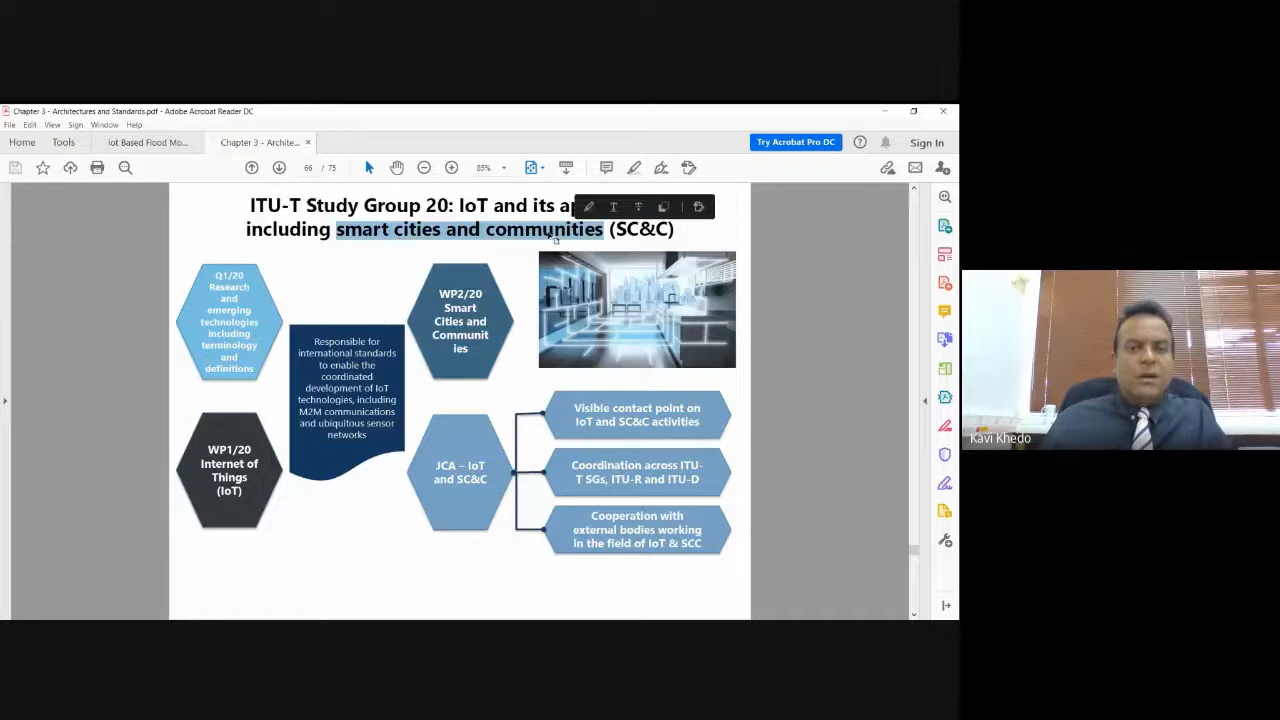 Chapter 3 - Architectures and Standards.pdf - Adobe Acrobat Reader DC
File Edit View Sign Window Help
Home Tools Iot Based Flood Mo... Chapter 3 - Archite... × Try Acrobat Pro DC Sign In
66 / 75 85%
ITU-T Study Group 20: IoT and its ap
including smart cities and communities (SC&C)
Q1/20
Research
and
emerging
technologies
including
terminology
and
definitions
Responsible for
international standards
to enable the
coordinated
development of IoT
technologies, including
M2M communications
and ubiquitous sensor
networks
WP2/20
Smart
Cities and
Communit
ies
WP1/20
Internet of
Things
(IoT)
JCA – IoT
and SC&C
Visible contact point on
IoT and SC&C activities
Coordination across ITU-
T SGs, ITU-R and ITU-D
Cooperation with
external bodies working
in the field of IoT & SCC
Kavi Khedo